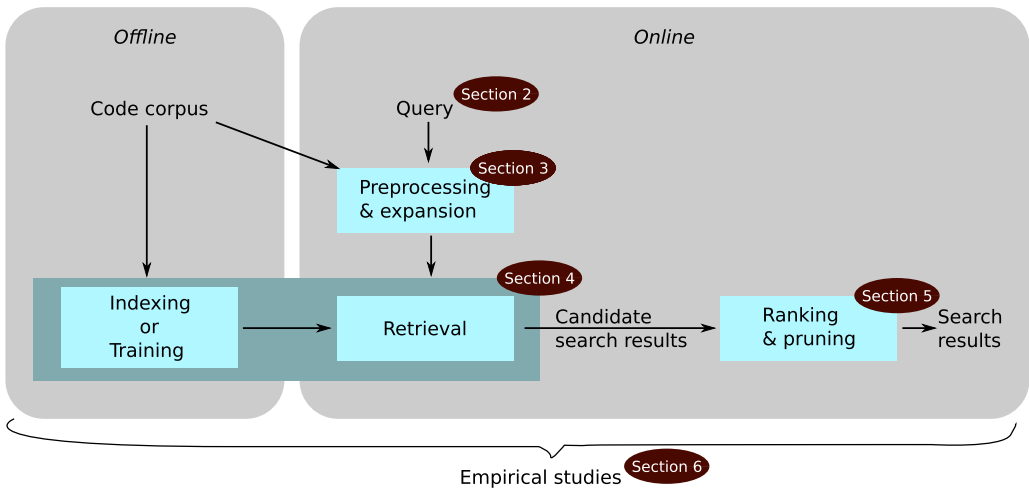 Offline
Online
Code corpus
Query
Section 2
Section 3
Preprocessing
& expansion
Section 4
Indexing
or
Training
Retrieval
Candidate
search results
Section 5
Ranking
& pruning
Search
results
Empirical studies
Section 6